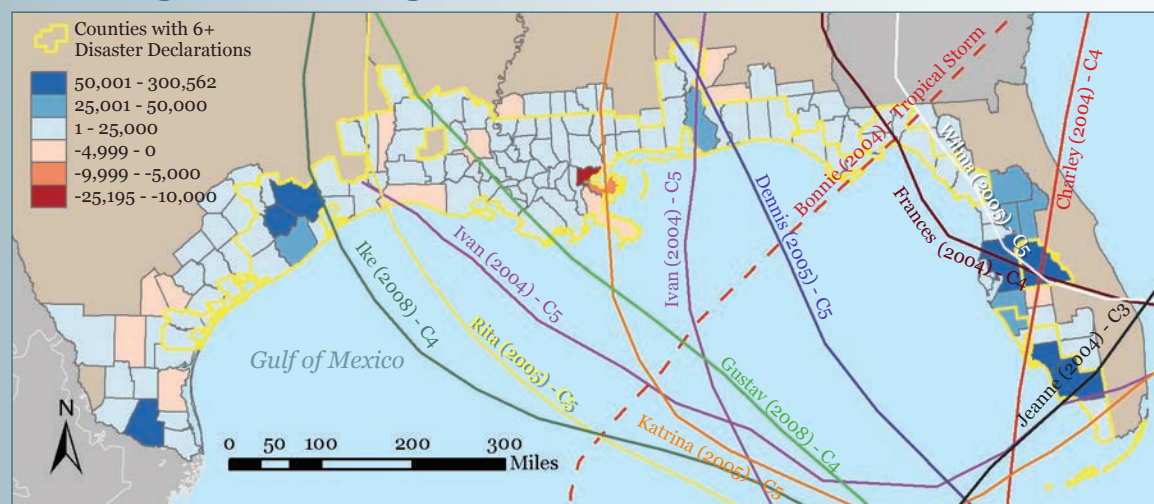 Counties with 6+
Disaster Declarations
50,001 - 300,562
25,001 - 50,000
1 - 25,000
-4,999 - 0
-9,999 - -5,000
-25,195 - -10,000
Bonnie (2004) - Tropical Storm
Charley (2004) - C4
Wilma (2005) - C5
Frances (2004) - C4
Dennis (2005) - C5
Ivan (2004) - C5
Ivan (2004) - C5
Ike (2008) - C4
Rita (2005) - C5
Gustav (2008) - C4
Katrina (2005) - C5
Jeanne (2004) - C3
Gulf of Mexico
N
0 50 100 200 300
Miles